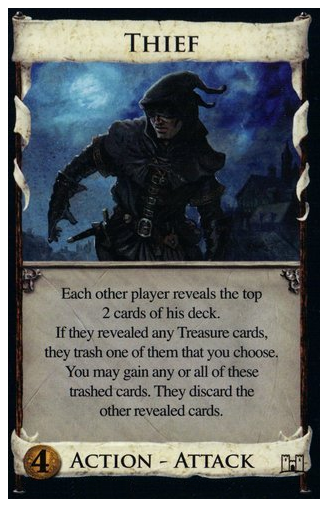 Thief
Each other player reveals the top
2 cards of his deck.
If they revealed any Treasure cards,
they trash one of them that you choose.
You may gain any or all of these
trashed cards. They discard the
other revealed cards.
4 Action - Attack